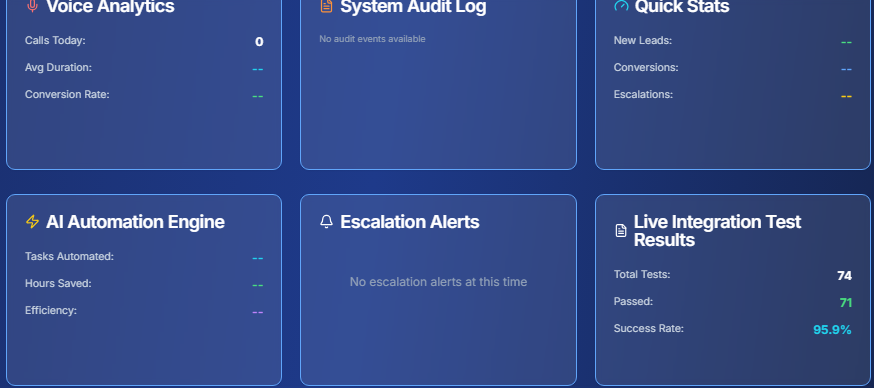 Voice Analytics
Calls Today: 0
Avg Duration: --
Conversion Rate: --
System Audit Log
No audit events available
Quick Stats
New Leads: --
Conversions: --
Escalations: --
AI Automation Engine
Tasks Automated: --
Hours Saved: --
Efficiency: --
Escalation Alerts
No escalation alerts at this time
Live Integration Test
Results
Total Tests: 74
Passed: 71
Success Rate: 95.9%